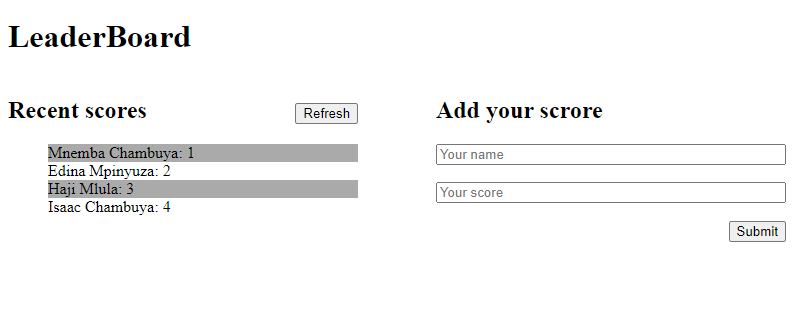 LeaderBoard
Recent scores
Refresh
Mnemba Chambuya: 1
Edina Mpinyuza: 2
Haji Mlula: 3
Isaac Chambuya: 4
Add your scrore
Your name
Your score
Submit